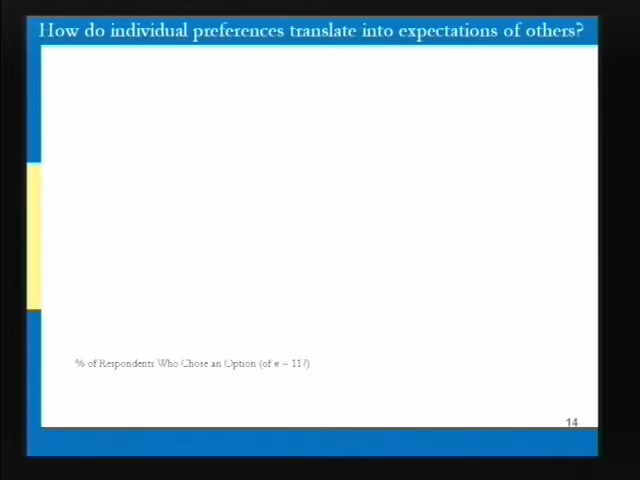 How do individual preferences translate into expectations of others?
% of Respondents Who Chose an Option (of n = 117)
14